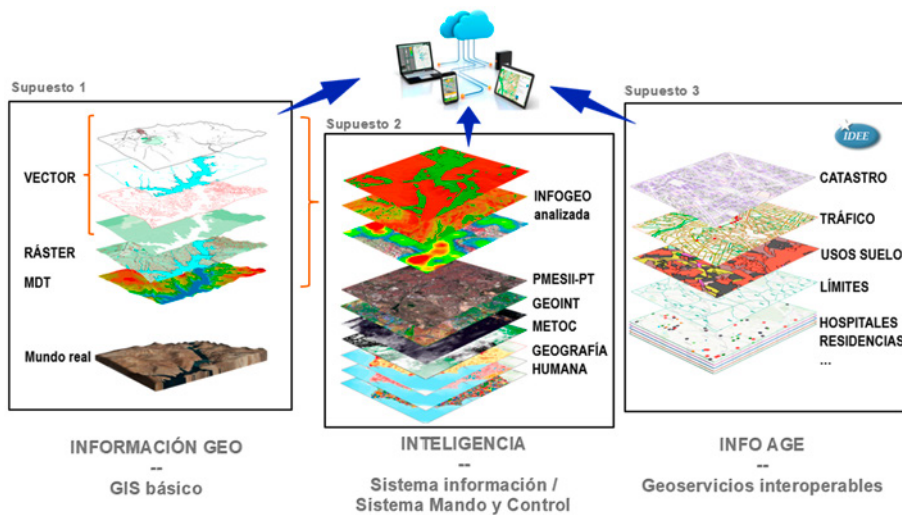 Supuesto 1
VECTOR
RÁSTER
MDT
Mundo real
INFORMACIÓN GEO
--
GIS básico
Supuesto 2
INFOGEO
analizada
PMESII-PT
GEOINT
METOC
GEOGRAFÍA
HUMANA
INTELIGENCIA
--
Sistema información /
Sistema Mando y Control
Supuesto 3
IDEE
CATASTRO
TRÁFICO
USOS SUELO
LÍMITES
HOSPITALES
RESIDENCIAS
...
INFO AGE
--
Geoservicios interoperables